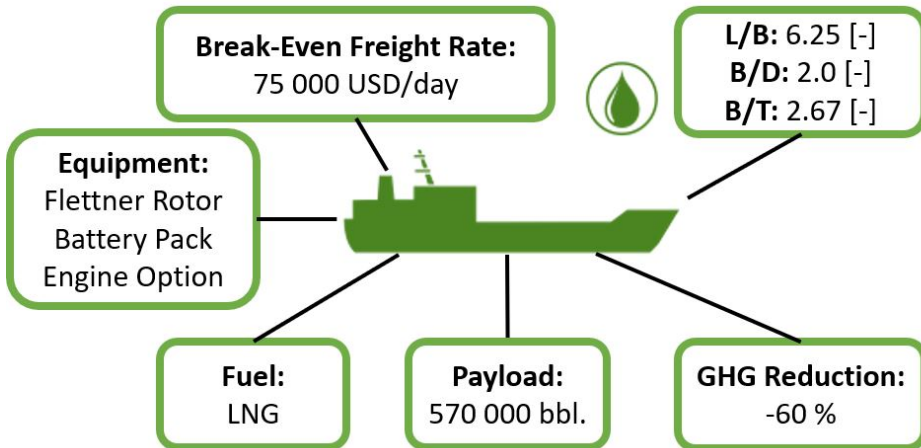 Break-Even Freight Rate:
75 000 USD/day
L/B: 6.25 [-]
B/D: 2.0 [-]
B/T: 2.67 [-]
Equipment:
Flettner Rotor
Battery Pack
Engine Option
Fuel:
LNG
Payload:
570 000 bbl.
GHG Reduction:
-60 %